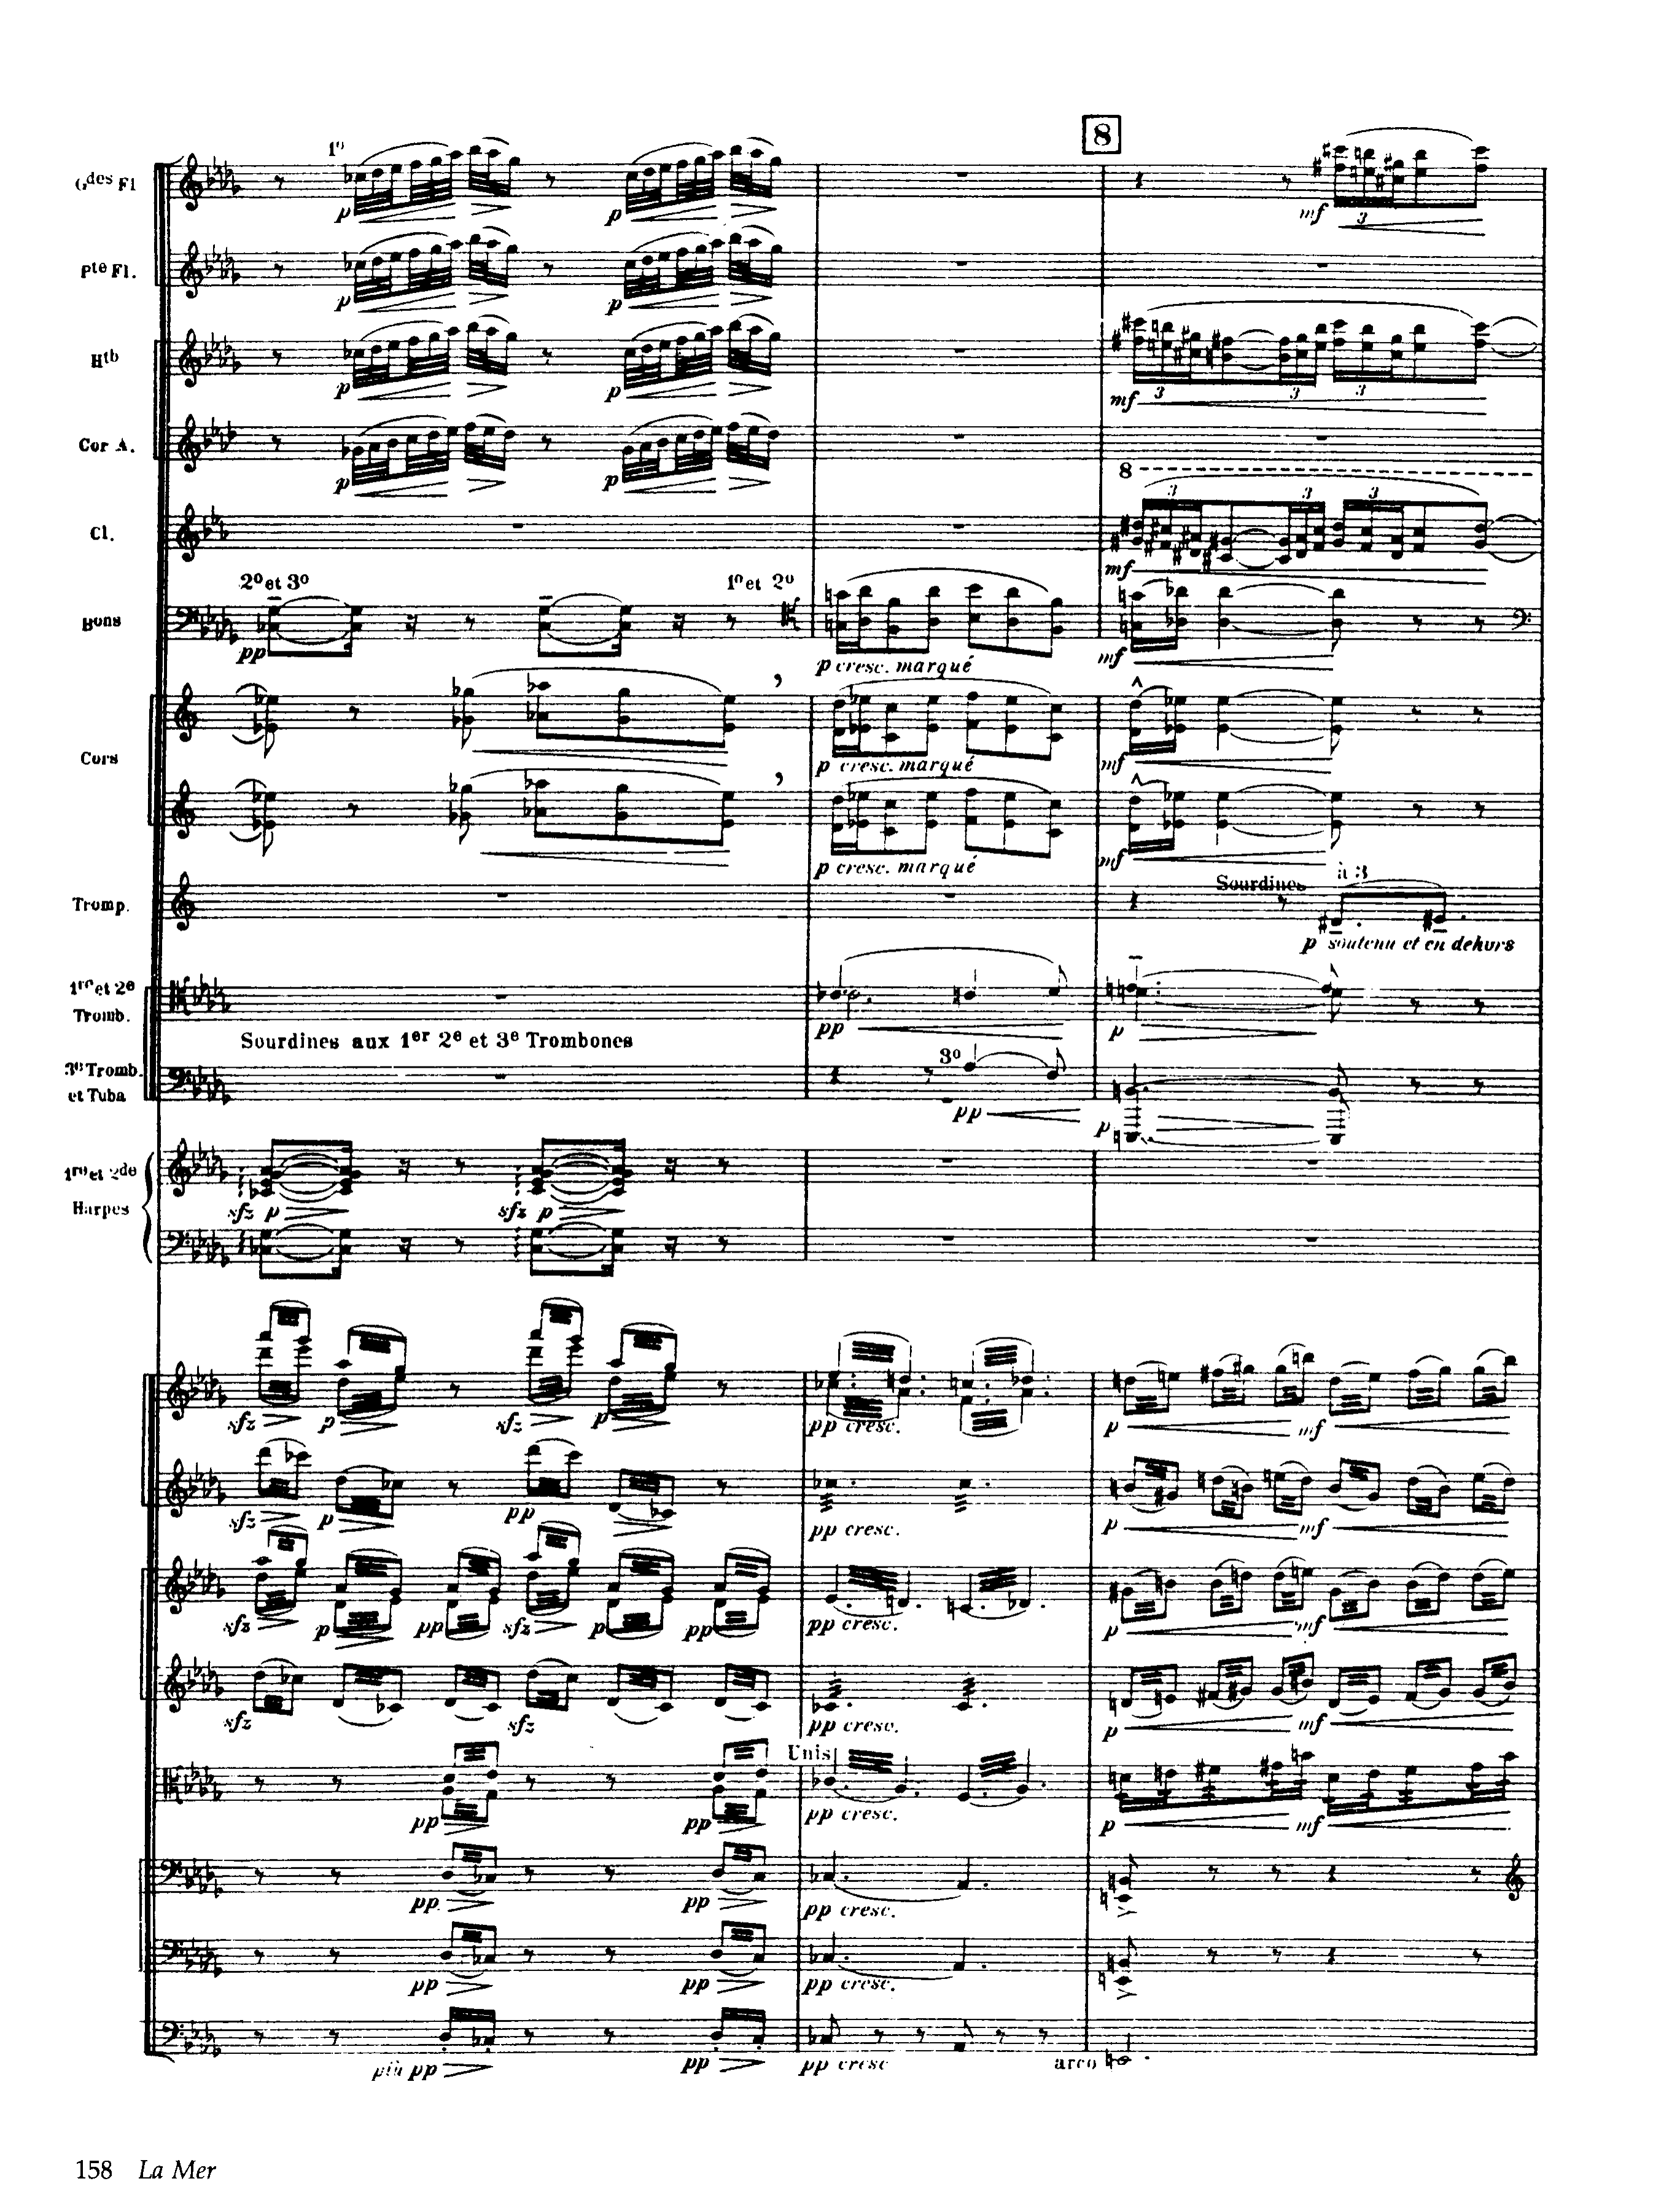 8
1º
Gdes Fl
p
p
mf
3
Pte Fl.
p
p
Htb
p
p
mf
3
3
3
Cor A.
p
p
8
3
3
3
Cl.
mf
2º et 3º
1º et 2º
Bons
pp
p cresc. marqué
mf
Cors
p cresc. marqué
mf
p cresc. marqué
mf
Sourdines
à 3
Tromp.
p soutenu et en dehors
1re et 2e
Tromb.
pp
p
Sourdines aux 1er 2e et 3e Trombones
3e Tromb.
et Tuba
3º
pp
p
1re et 2de
Harpes
sfz p
sfz p
sfz
p
sfz
p
pp cresc.
p
mf
sfz
p
pp
pp cresc.
p
mf
sfz
p
pp
sfz
p
pp
pp cresc.
p
mf
sfz
sfz
pp cresc.
p
mf
Unis
pp
pp
pp cresc.
p
mf
pp
pp
pp cresc.
pp
pp
pp cresc.
più pp
pp
pp cresc
arco
158 La Mer